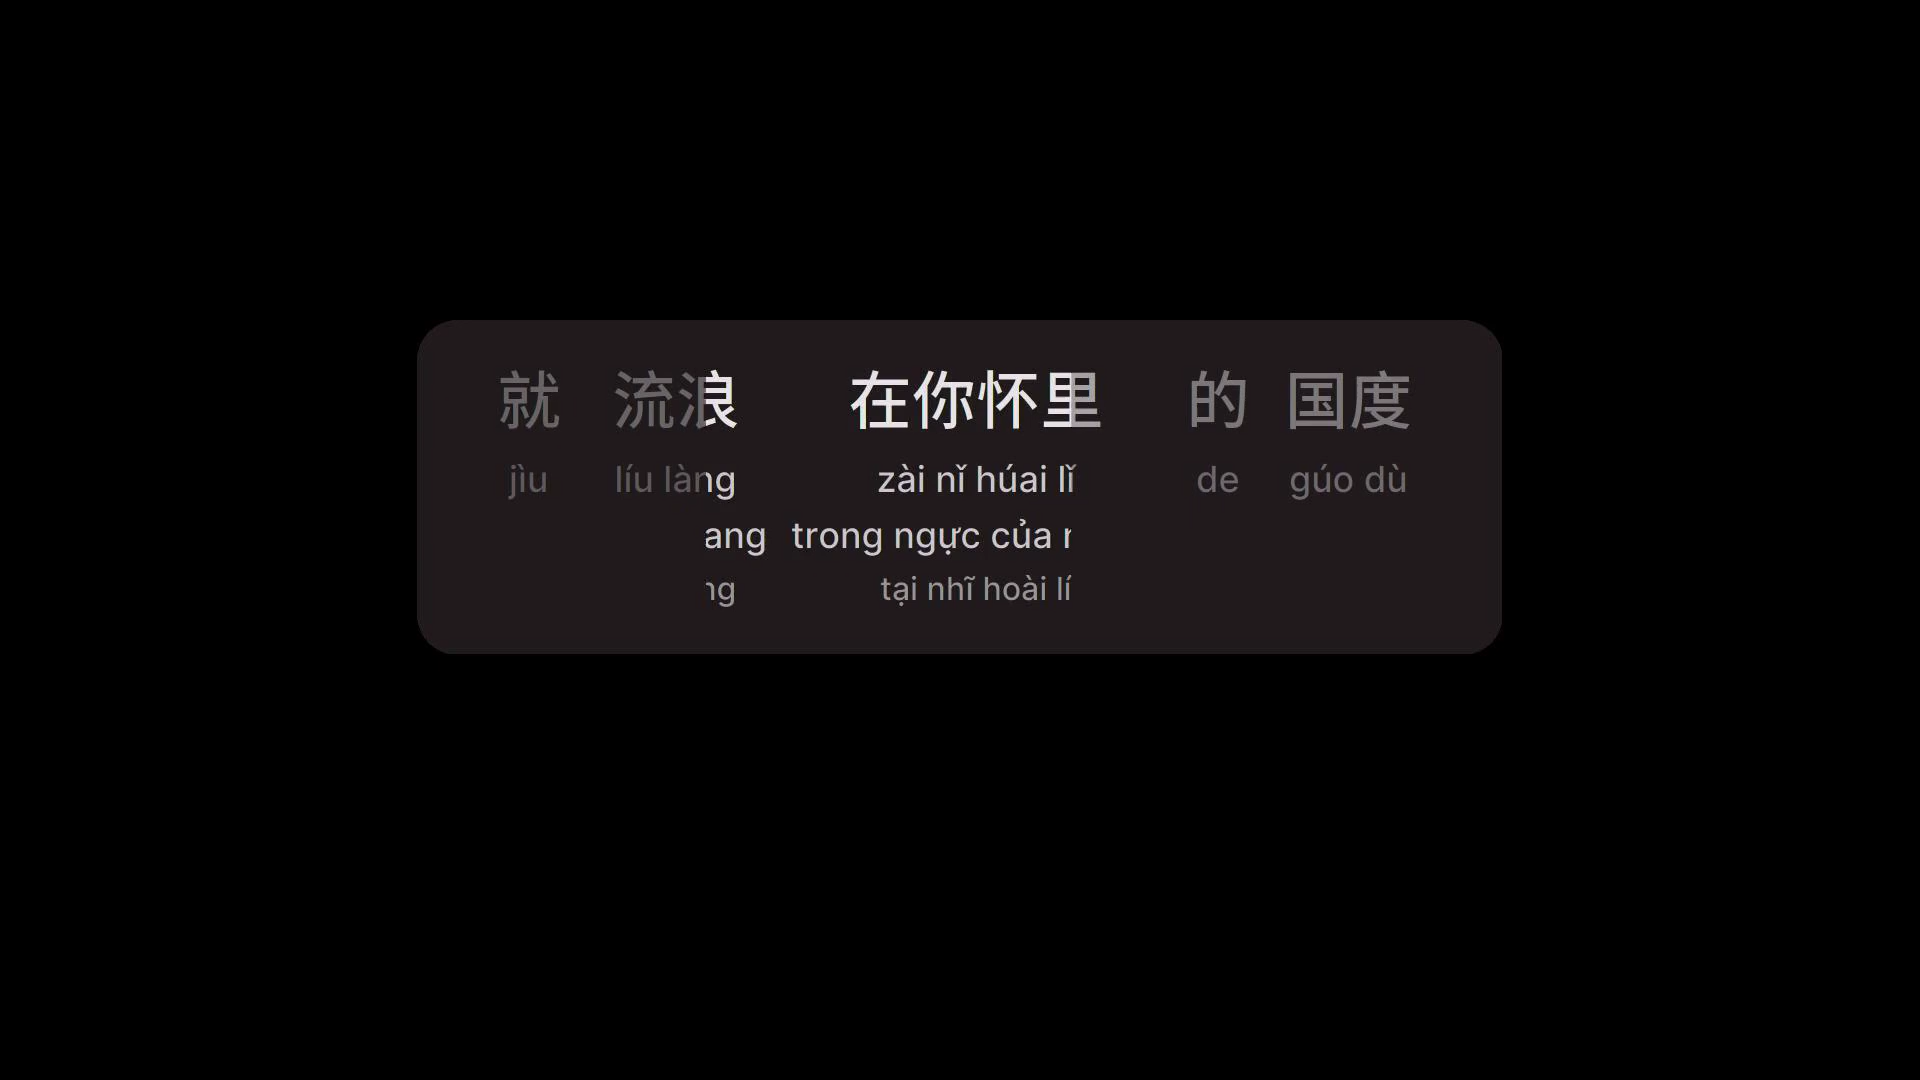 就 流浪 在你怀里 的 国度
jìu líu làng zài nǐ húai lǐ de gúo dù
ang trong ngực của
ng tại nhĩ hoài lí